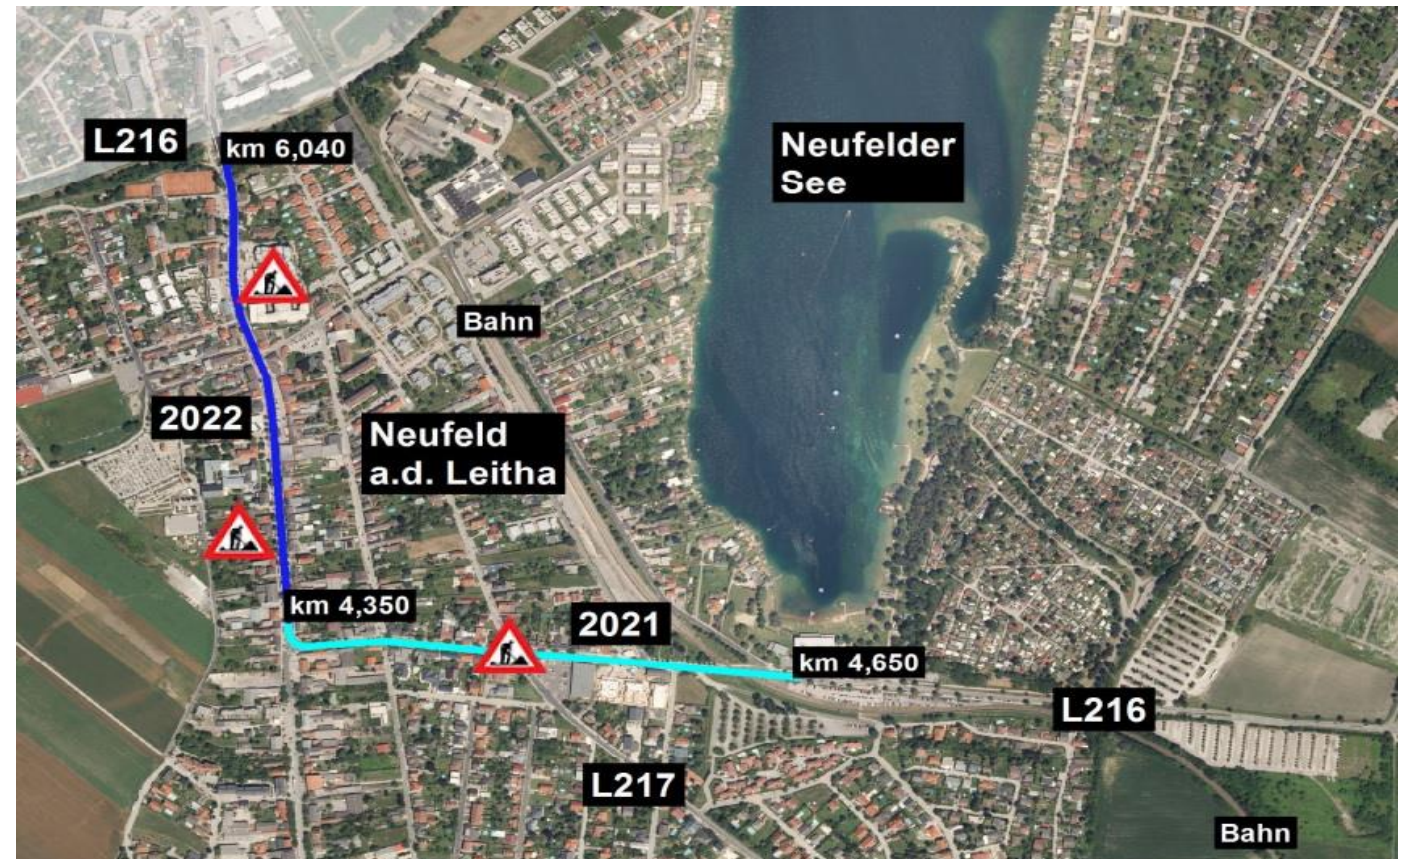 L216
km 6,040
Neufelder
See
Bahn
2022
Neufeld
a.d. Leitha
km 4,350
2021
km 4,650
L216
L217
Bahn